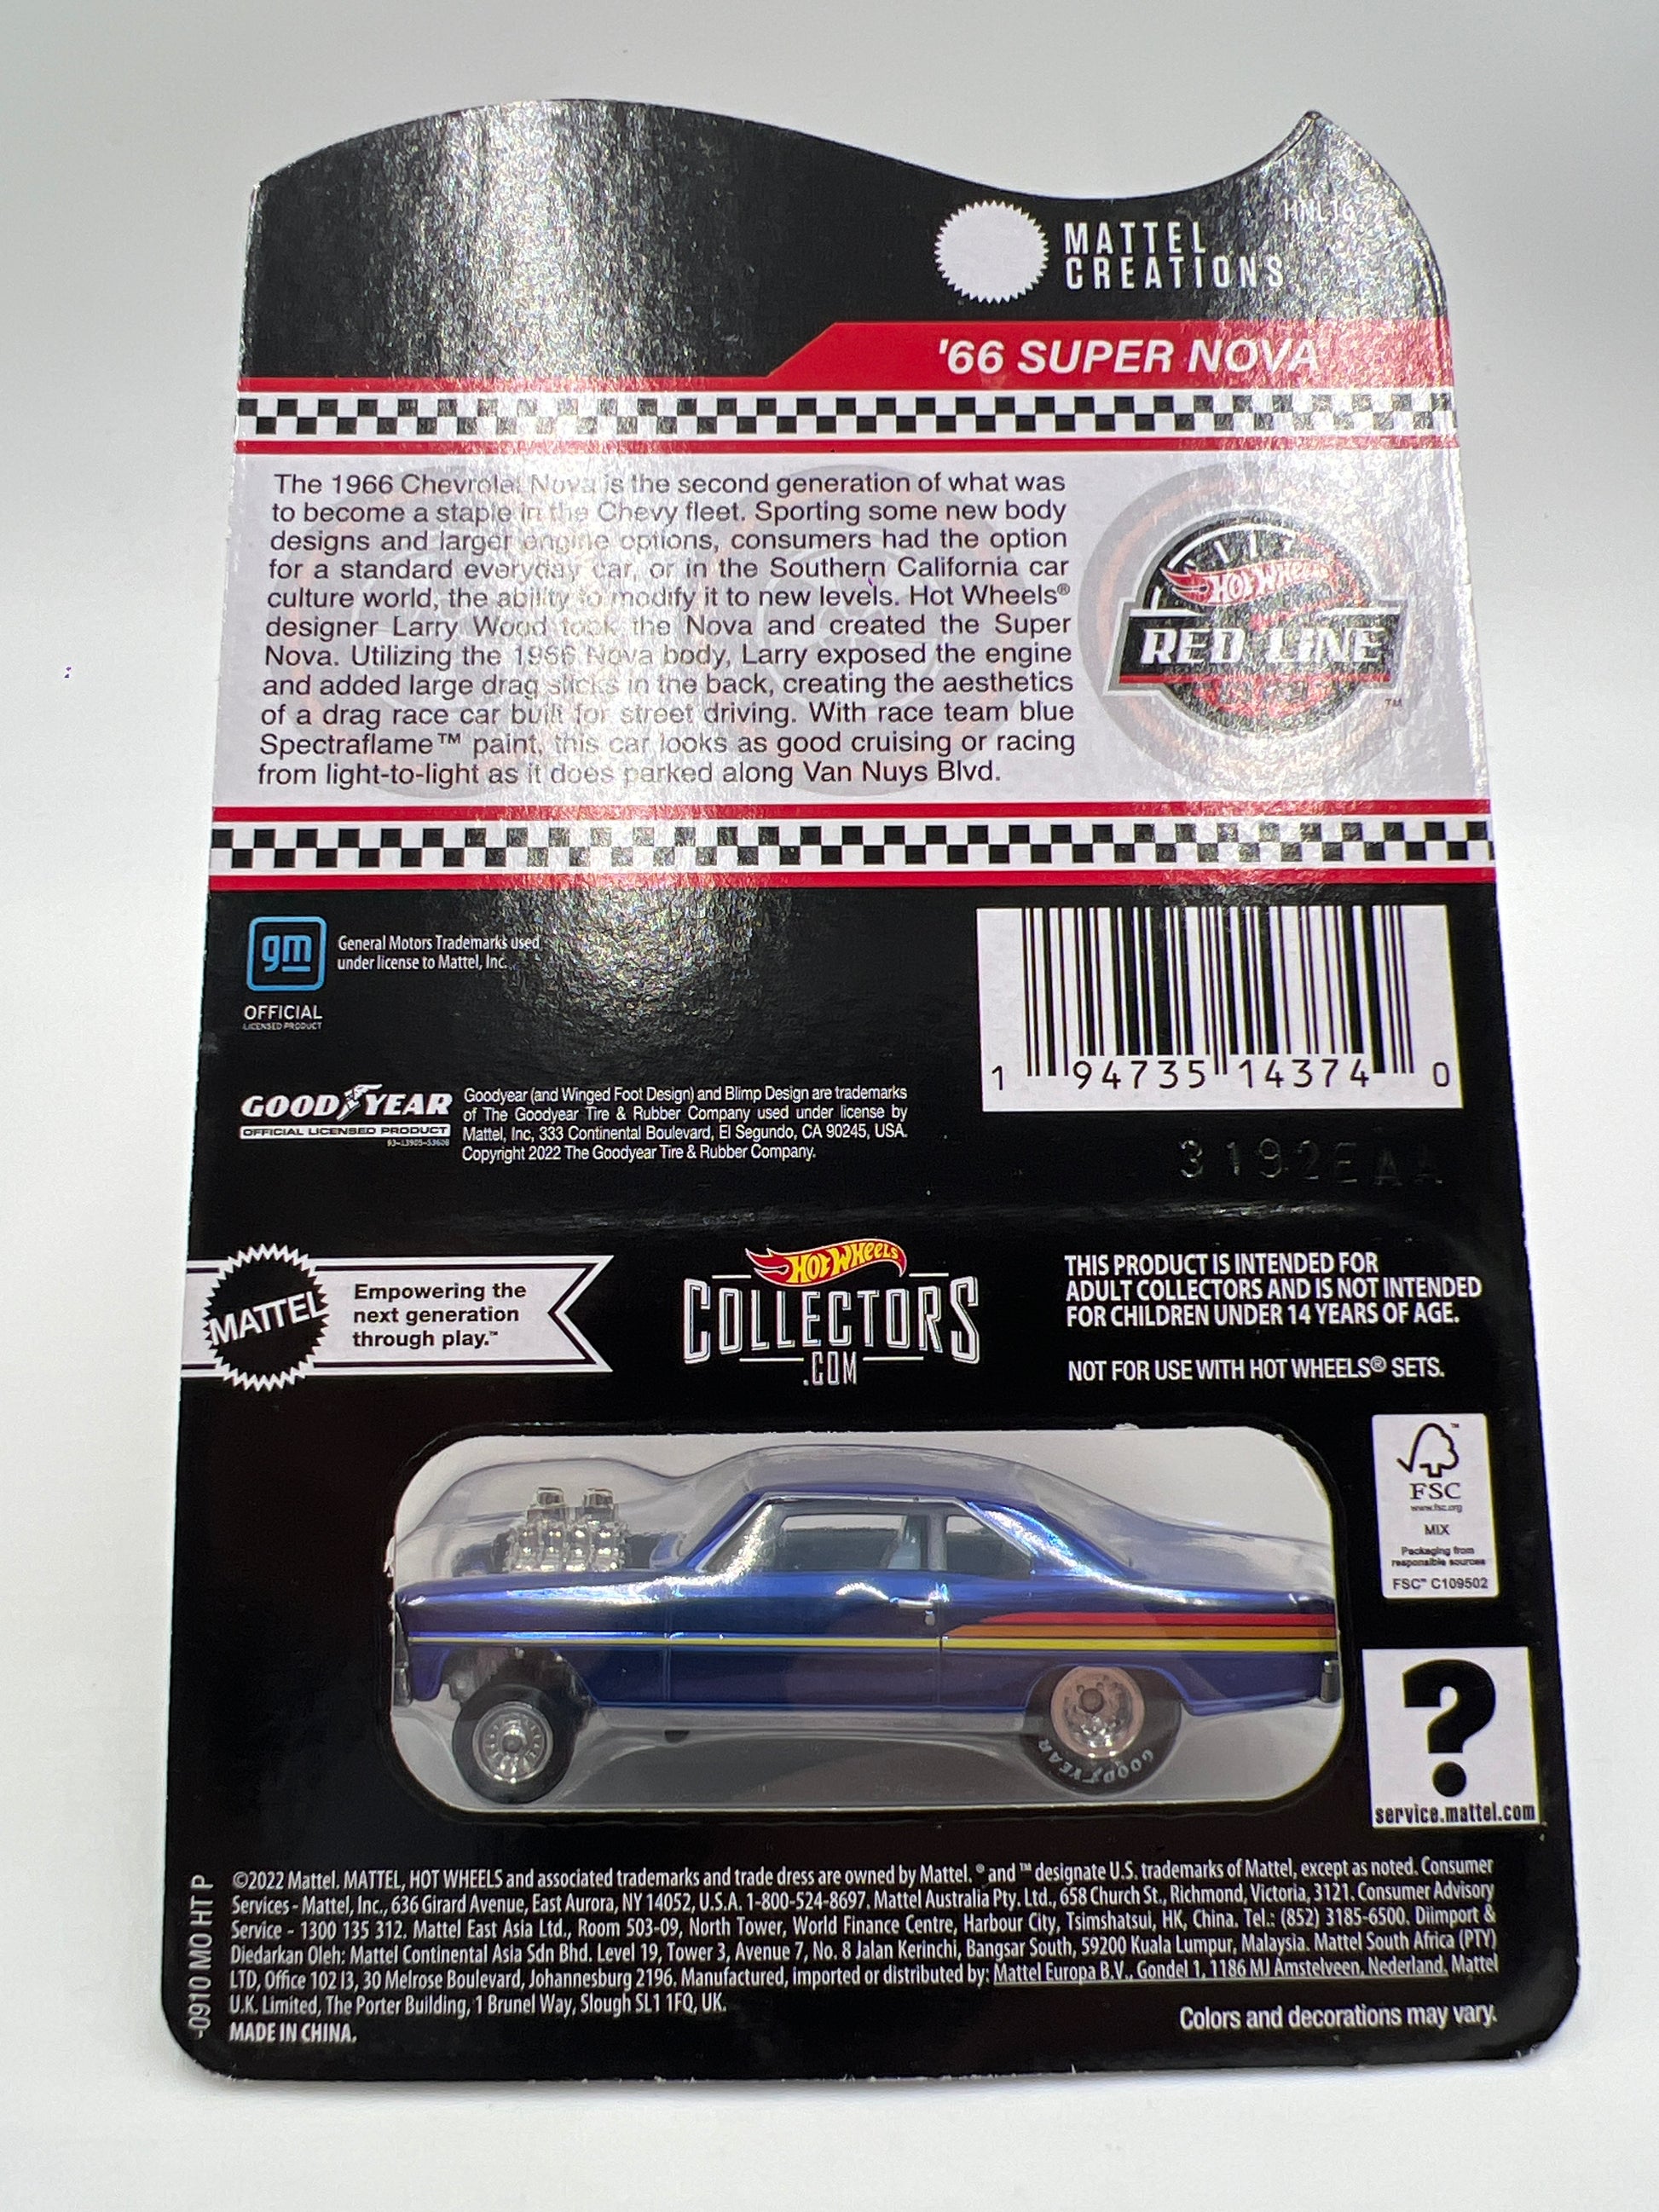 HNL16
MATTEL
CREATIONS
'66 SUPER NOVA
The 1966 Chevrolet Nova is the second generation of what was
to become a staple in the Chevy fleet. Sporting some new body
designs and larger engine options, consumers had the option
for a standard everyday car, or in the Southern California car
culture world, the ability to modify it to new levels. Hot Wheels®
designer Larry Wood took the Nova and created the Super
Nova. Utilizing the 1966 Nova body, Larry exposed the engine
and added large drag slicks in the back, creating the aesthetics
of a drag race car built for street driving. With race team blue
Spectraflame™ paint, this car looks as good cruising or racing
from light-to-light as it does parked along Van Nuys Blvd.
HOT WHEELS
RED LINE
CLUB
TM
gm
General Motors Trademarks used
under license to Mattel, Inc.
OFFICIAL
LICENSED PRODUCT
1 94735 14374 0
GOODYEAR
OFFICIAL LICENSED PRODUCT
Goodyear (and Winged Foot Design) and Blimp Design are trademarks
of The Goodyear Tire & Rubber Company used under license by
Mattel, Inc, 333 Continental Boulevard, El Segundo, CA 90245, USA.
Copyright 2022 The Goodyear Tire & Rubber Company.
3192EAA
MATTEL
Empowering the
next generation
through play.™
HOT WHEELS
COLLECTORS
.COM
THIS PRODUCT IS INTENDED FOR
ADULT COLLECTORS AND IS NOT INTENDED
FOR CHILDREN UNDER 14 YEARS OF AGE.
NOT FOR USE WITH HOT WHEELS® SETS.
FSC
www.fsc.org
MIX
Packaging from
responsible sources
FSC™ C109502
GOODYEAR
?
service.mattel.com
-0910 MO HT P
©2022 Mattel. MATTEL, HOT WHEELS and associated trademarks and trade dress are owned by Mattel. ® and ™ designate U.S. trademarks of Mattel, except as noted. Consumer
Services - Mattel, Inc., 636 Girard Avenue, East Aurora, NY 14052, U.S.A. 1-800-524-8697. Mattel Australia Pty. Ltd., 658 Church St., Richmond, Victoria, 3121. Consumer Advisory
Service - 1300 135 312. Mattel East Asia Ltd., Room 503-09, North Tower, World Finance Centre, Harbour City, Tsimshatsui, HK, China. Tel.: (852) 3185-6500. Diimport &
Diedarkan Oleh: Mattel Continental Asia Sdn Bhd. Level 19, Tower 3, Avenue 7, No. 8 Jalan Kerinchi, Bangsar South, 59200 Kuala Lumpur, Malaysia. Mattel South Africa (PTY)
LTD, Office 102 I3, 30 Melrose Boulevard, Johannesburg 2196. Manufactured, imported or distributed by: Mattel Europa B.V., Gondel 1, 1186 MJ Amstelveen, Nederland. Mattel
U.K. Limited, The Porter Building, 1 Brunel Way, Slough SL1 1FQ, UK.
MADE IN CHINA.
Colors and decorations may vary.